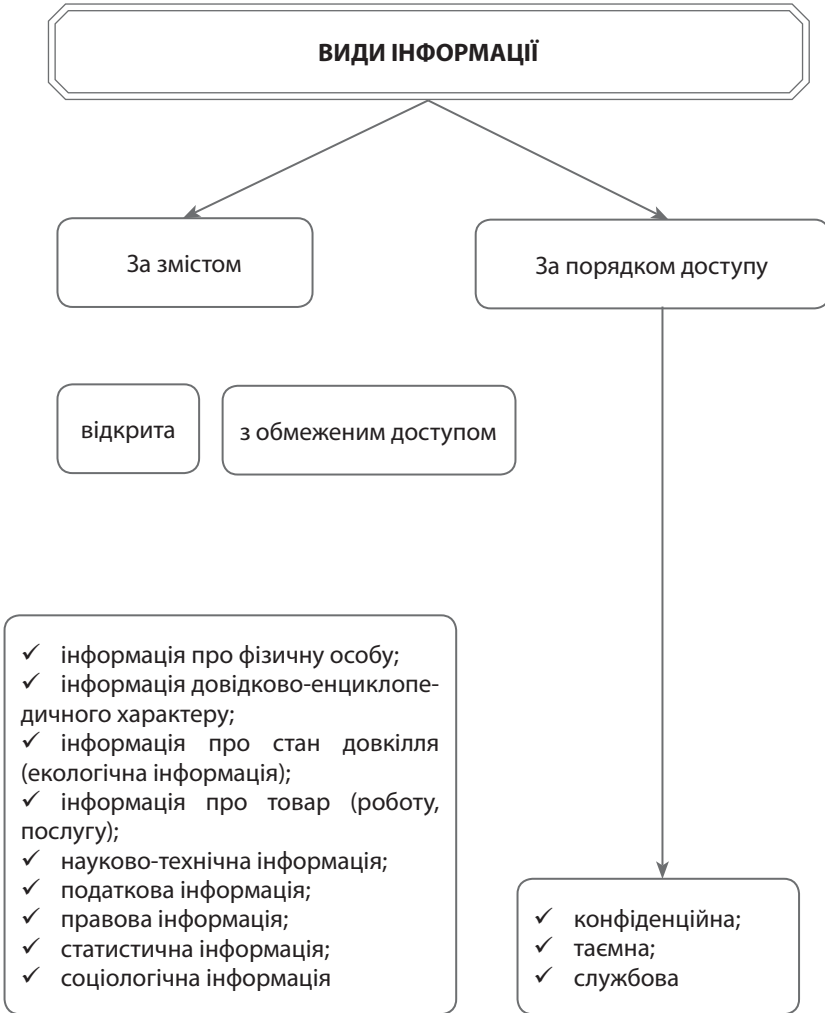 ВИДИ ІНФОРМАЦІЇ
За змістом
За порядком доступу
відкрита
з обмеженим доступом
✓ інформація про фізичну особу;
✓ інформація довідково-енциклопе-
дичного характеру;
✓ інформація про стан довкілля
(екологічна інформація);
✓ інформація про товар (роботу,
послугу);
✓ науково-технічна інформація;
✓ податкова інформація;
✓ правова інформація;
✓ статистична інформація;
✓ соціологічна інформація
✓ конфіденційна;
✓ таємна;
✓ службова